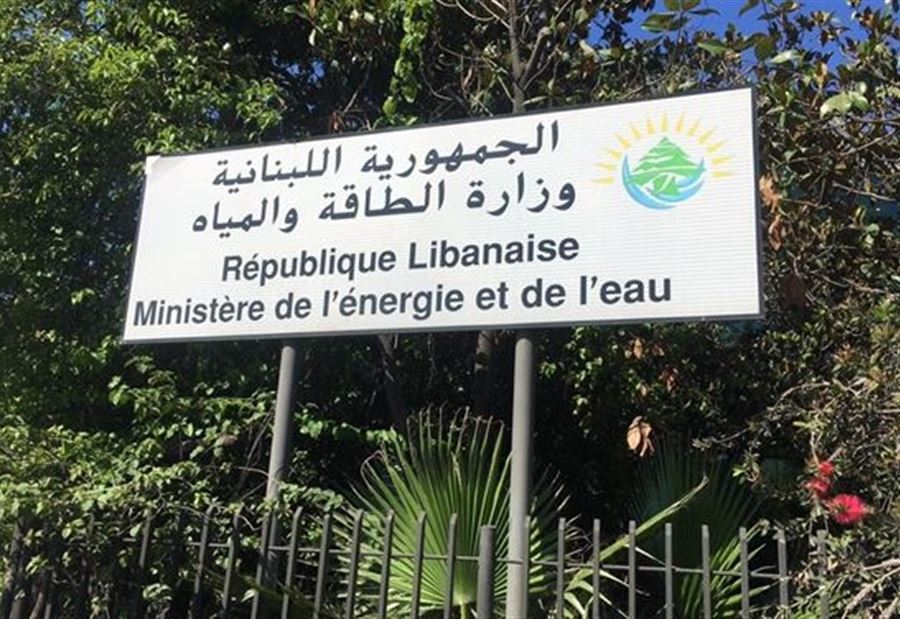 الجمهورية اللبنانية
وزارة الطاقة والمياه
République Libanaise
Ministère de l'énergie et de l'eau